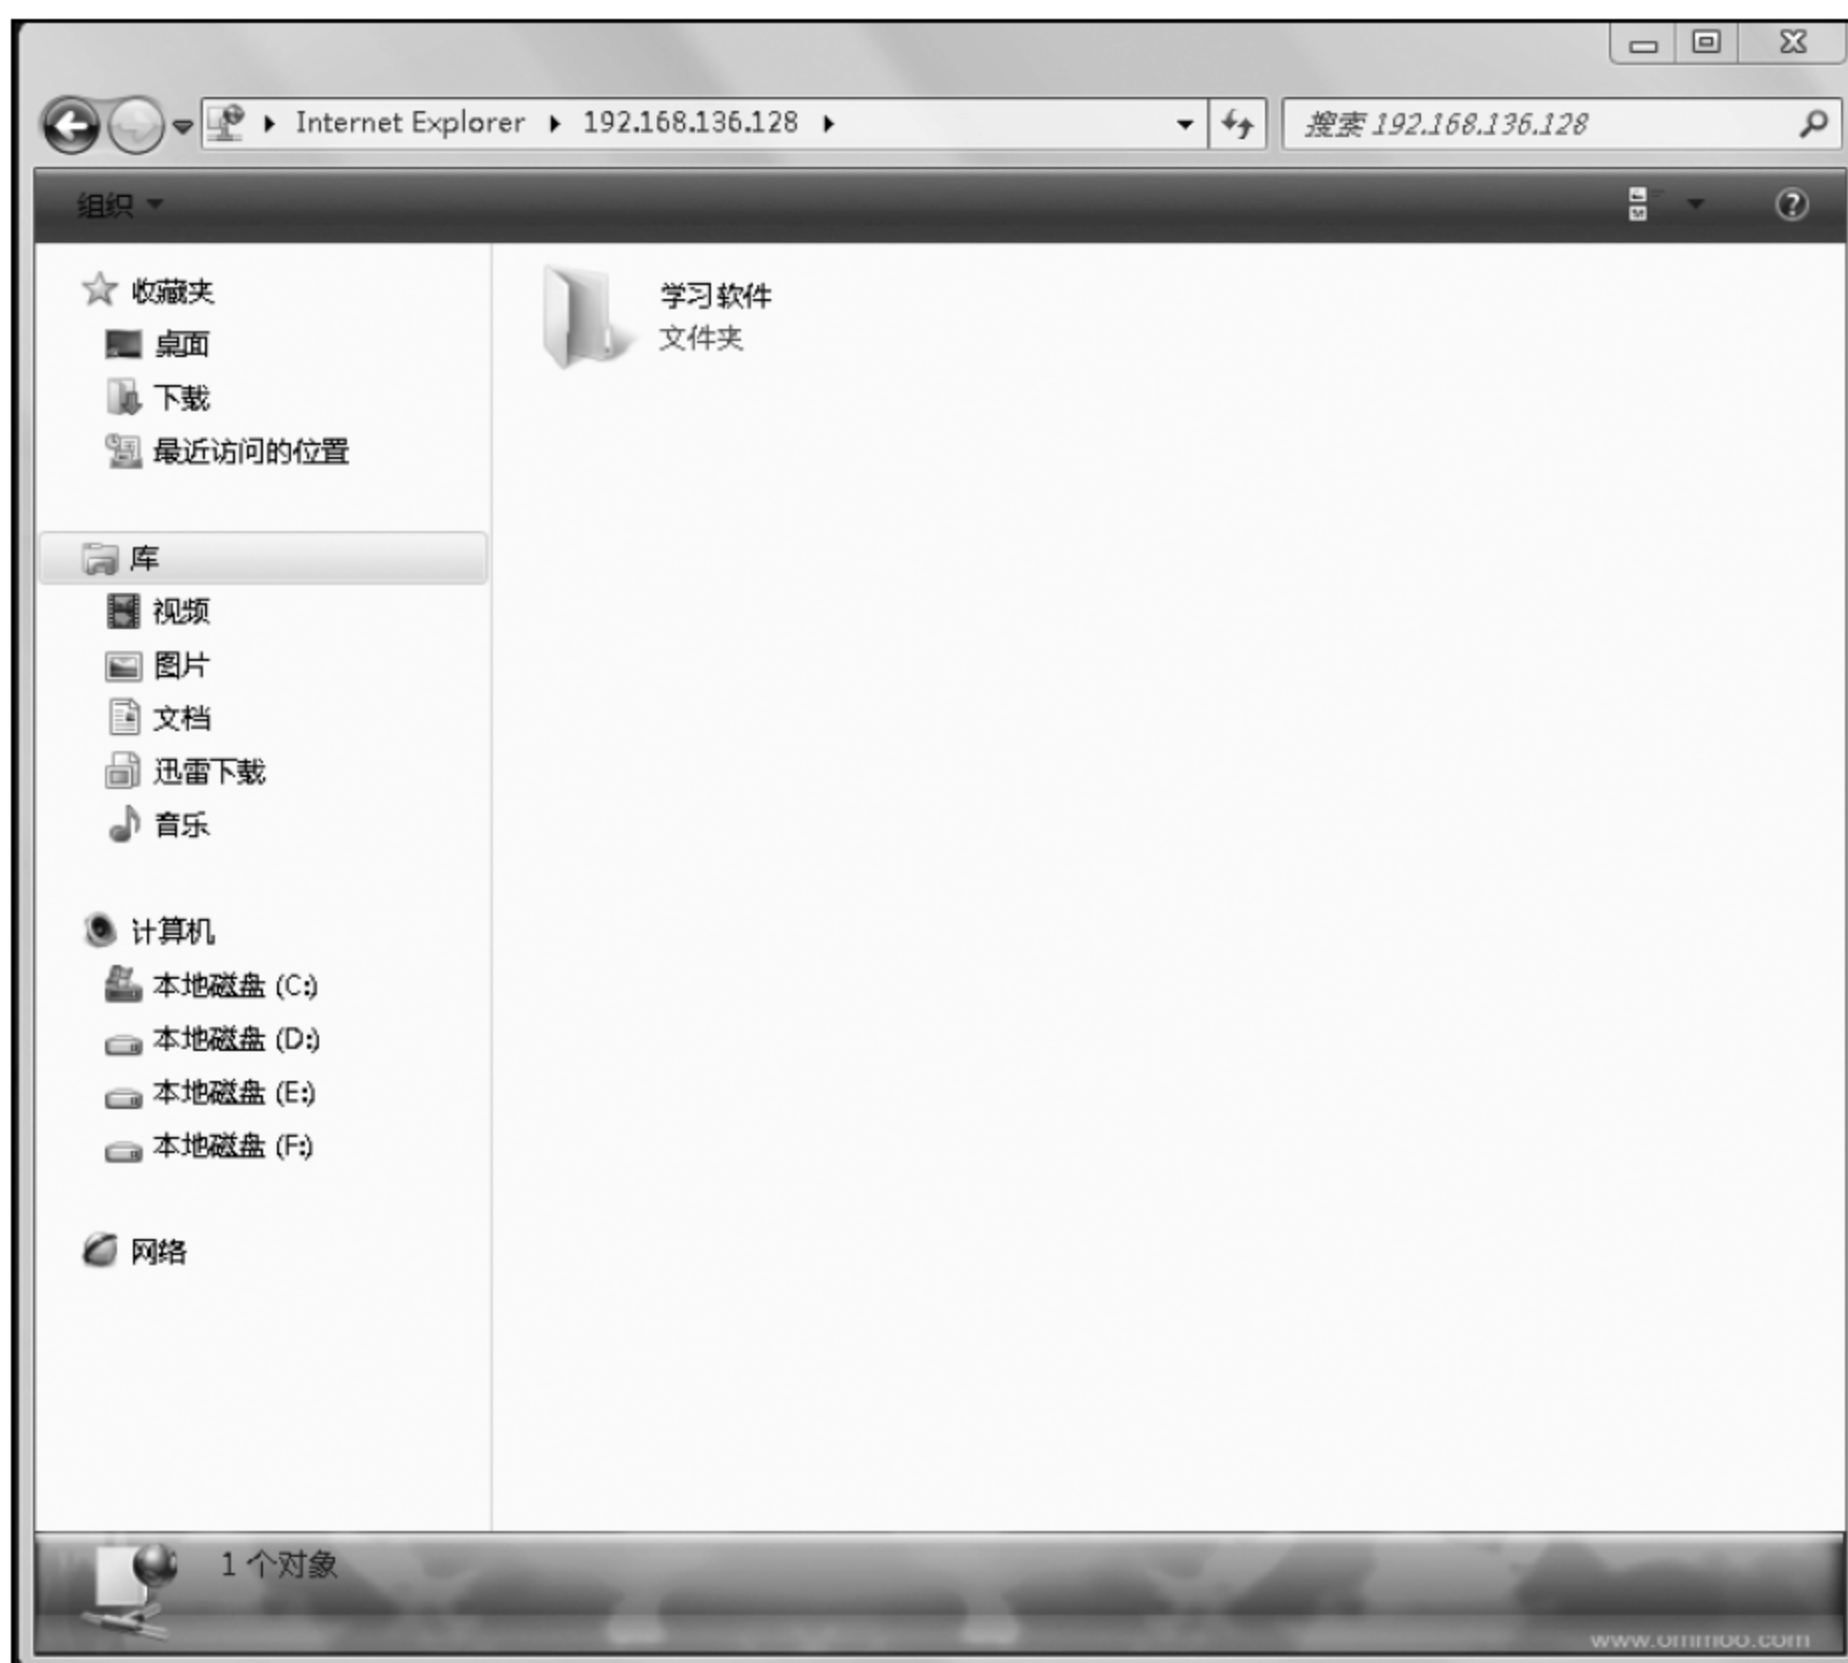 Internet Explorer 192.168.136.128
搜索 192.168.136.128
组织
收藏夹
桌面
下载
最近访问的位置
库
视频
图片
文档
迅雷下载
音乐
计算机
本地磁盘 (C:)
本地磁盘 (D:)
本地磁盘 (E:)
本地磁盘 (F:)
网络
学习软件
文件夹
1 个对象
www.ommoo.com